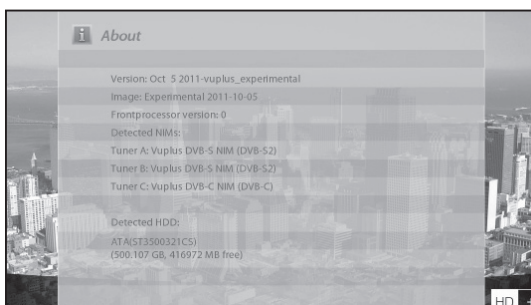 About
Version: Oct 5 2011-vuplus_experimental
Image: Experimental 2011-10-05
Frontprocessor version: 0
Detected NIMs:
Tuner A: Vuplus DVB-S NIM (DVB-S2)
Tuner B: Vuplus DVB-S NIM (DVB-S2)
Tuner C: Vuplus DVB-C NIM (DVB-C)
Detected HDD:
ATA(ST3500321CS)
(500.107 GB, 416972 MB free)
HD